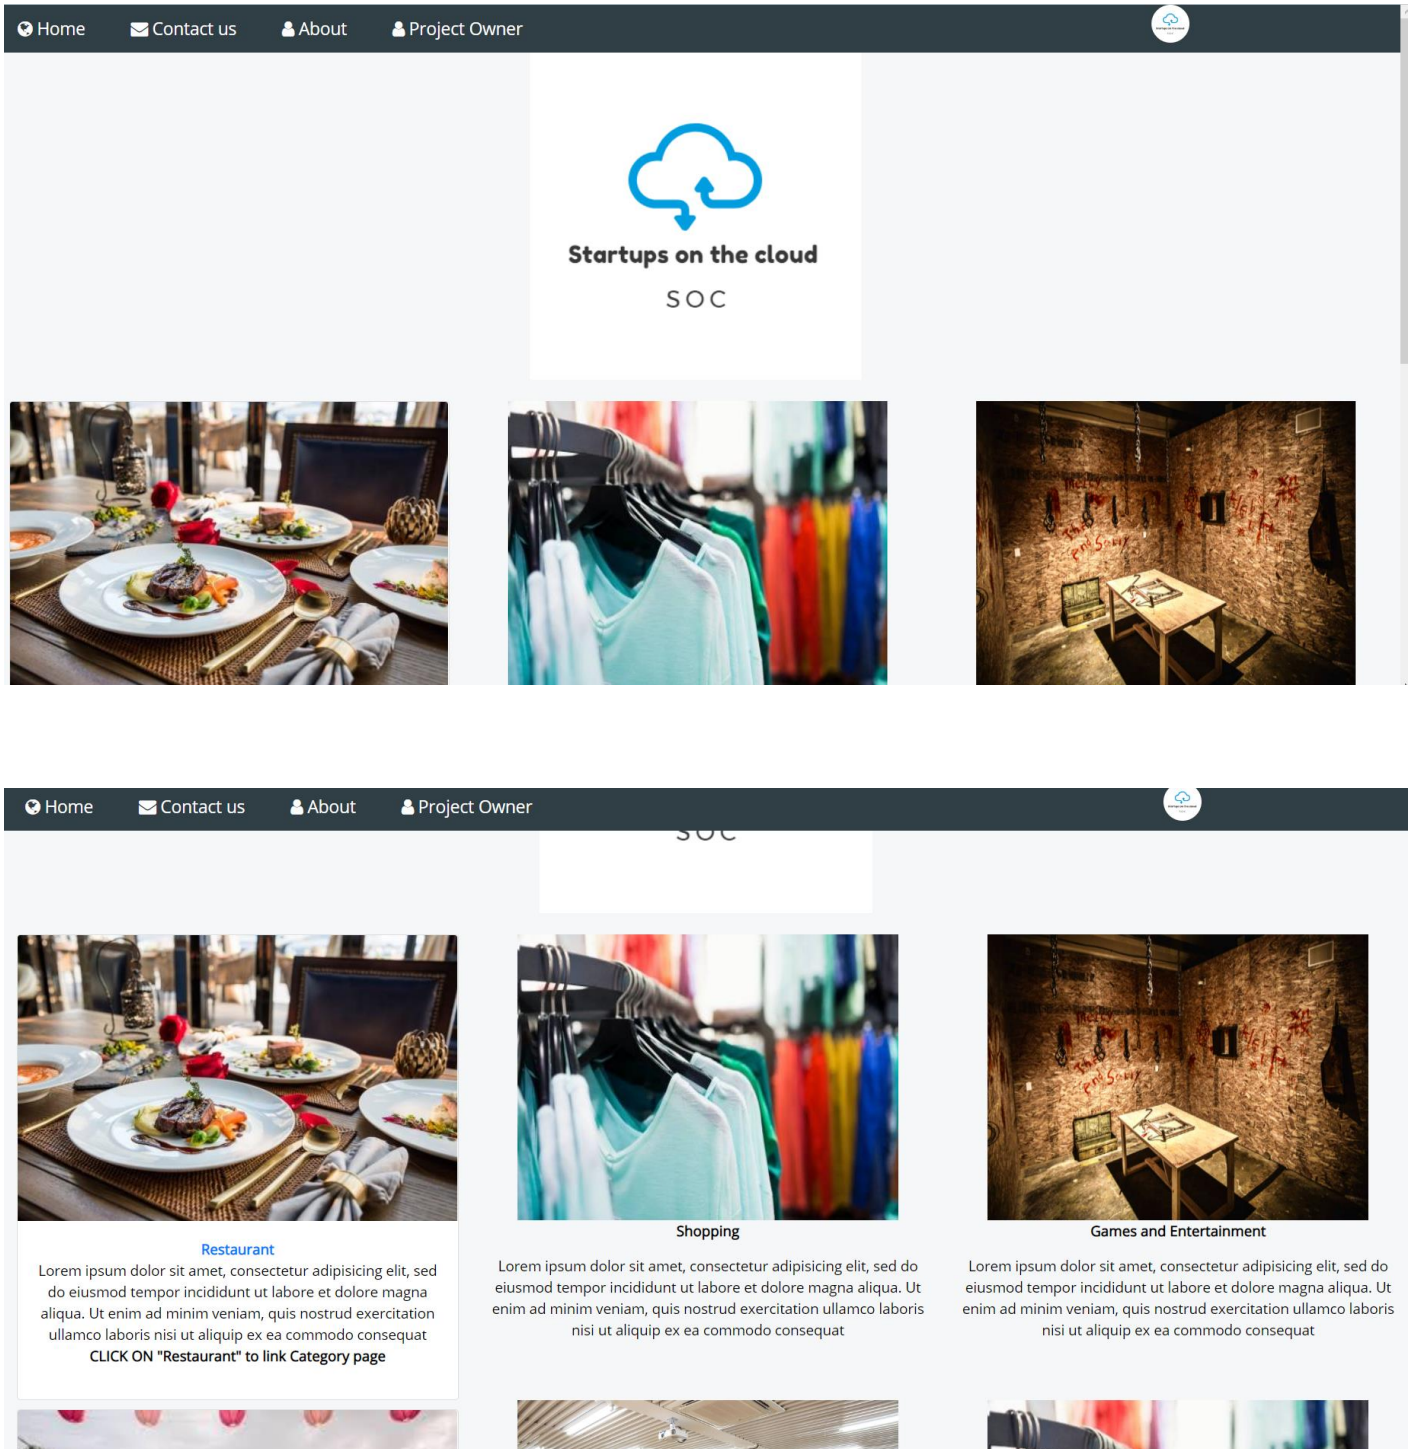 Home Contact us About Project Owner
Startups on the cloud
SOC
Home Contact us About Project Owner
SOC
Restaurant
Lorem ipsum dolor sit amet, consectetur adipisicing elit, sed
do eiusmod tempor incididunt ut labore et dolore magna
aliqua. Ut enim ad minim veniam, quis nostrud exercitation
ullamco laboris nisi ut aliquip ex ea commodo consequat
CLICK ON "Restaurant" to link Category page
Shopping
Lorem ipsum dolor sit amet, consectetur adipisicing elit, sed do
eiusmod tempor incididunt ut labore et dolore magna aliqua. Ut
enim ad minim veniam, quis nostrud exercitation ullamco laboris
nisi ut aliquip ex ea commodo consequat
Games and Entertainment
Lorem ipsum dolor sit amet, consectetur adipisicing elit, sed do
eiusmod tempor incididunt ut labore et dolore magna aliqua. Ut
enim ad minim veniam, quis nostrud exercitation ullamco laboris
nisi ut aliquip ex ea commodo consequat